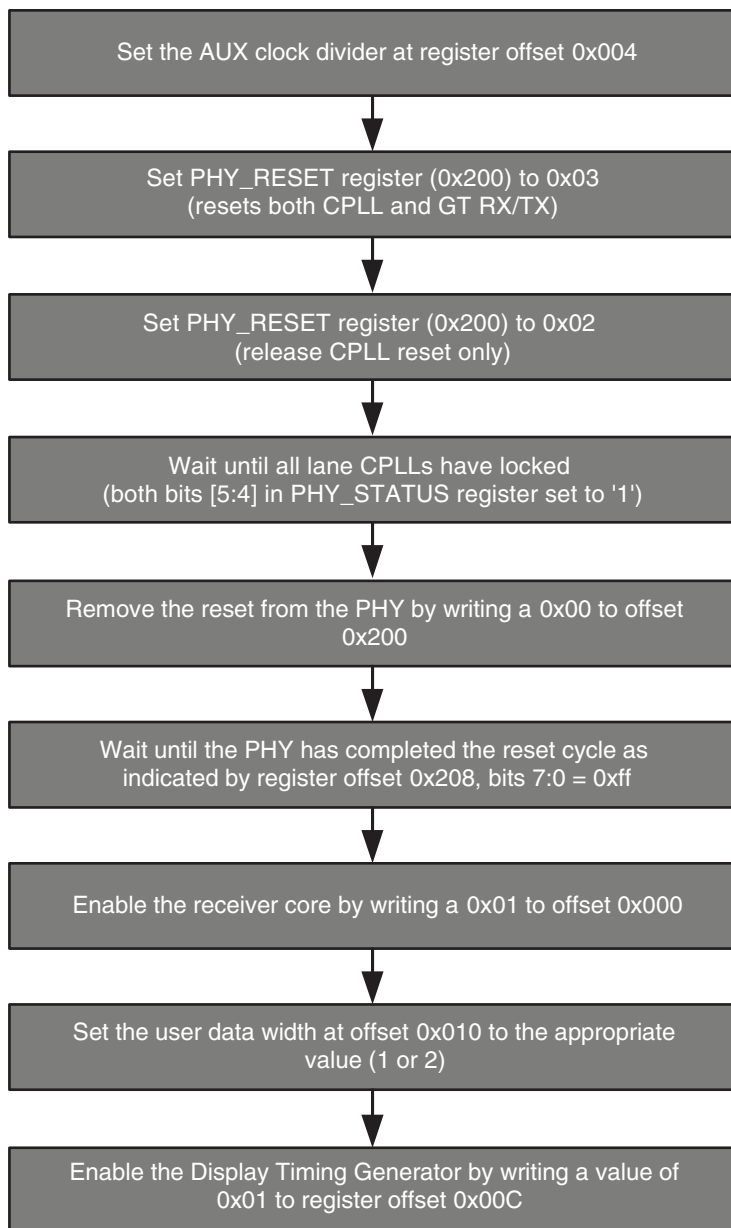 Set the AUX clock divider at register offset 0x004
Set PHY_RESET register (0x200) to 0x03
(resets both CPLL and GT RX/TX)
Set PHY_RESET register (0x200) to 0x02
(release CPLL reset only)
Wait until all lane CPLLs have locked
(both bits [5:4] in PHY_STATUS register set to '1')
Remove the reset from the PHY by writing a 0x00 to offset
0x200
Wait until the PHY has completed the reset cycle as
indicated by register offset 0x208, bits 7:0 = 0xff
Enable the receiver core by writing a 0x01 to offset 0x000
Set the user data width at offset 0x010 to the appropriate
value (1 or 2)
Enable the Display Timing Generator by writing a value of
0x01 to register offset 0x00C